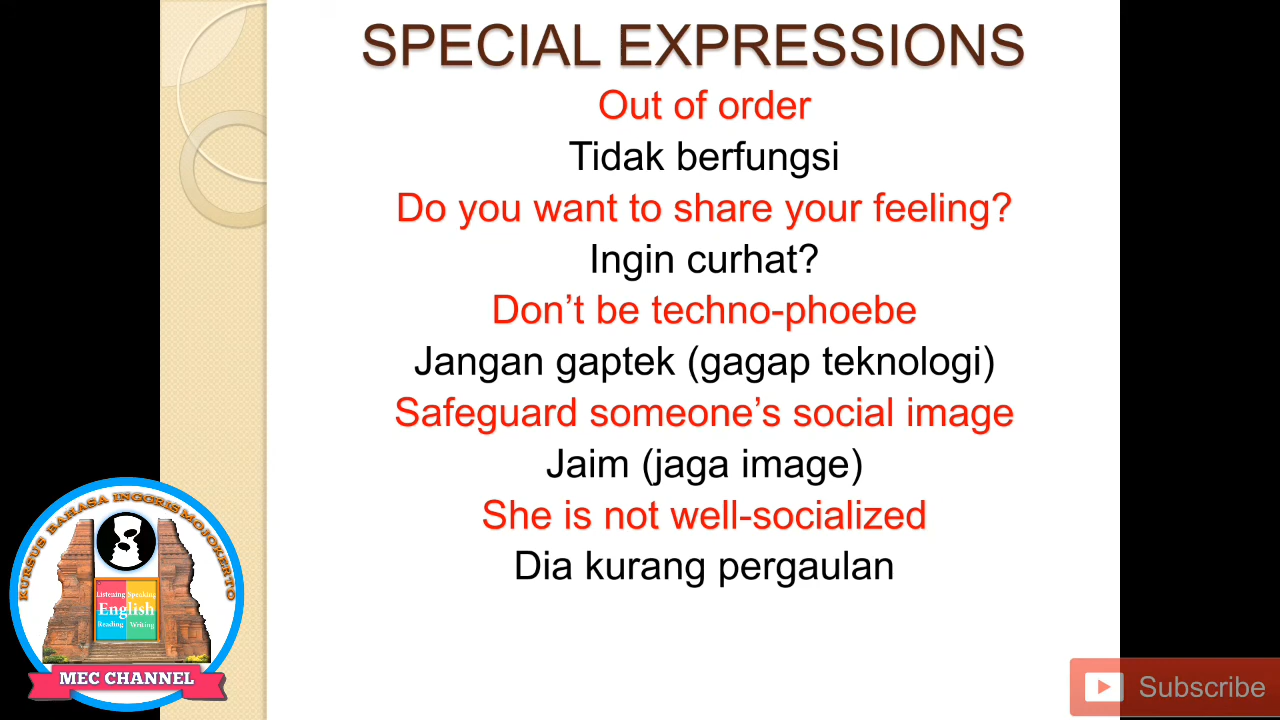 SPECIAL EXPRESSIONS
Out of order
Tidak berfungsi
Do you want to share your feeling?
Ingin curhat?
Don’t be techno-phoebe
Jangan gaptek (gagap teknologi)
Safeguard someone’s social image
Jaim (jaga image)
She is not well-socialized
Dia kurang pergaulan
KURSUS BAHASA INGGRIS MOJOKERTO
Listening Speaking
English
Reading Writing
MEC CHANNEL
Subscribe